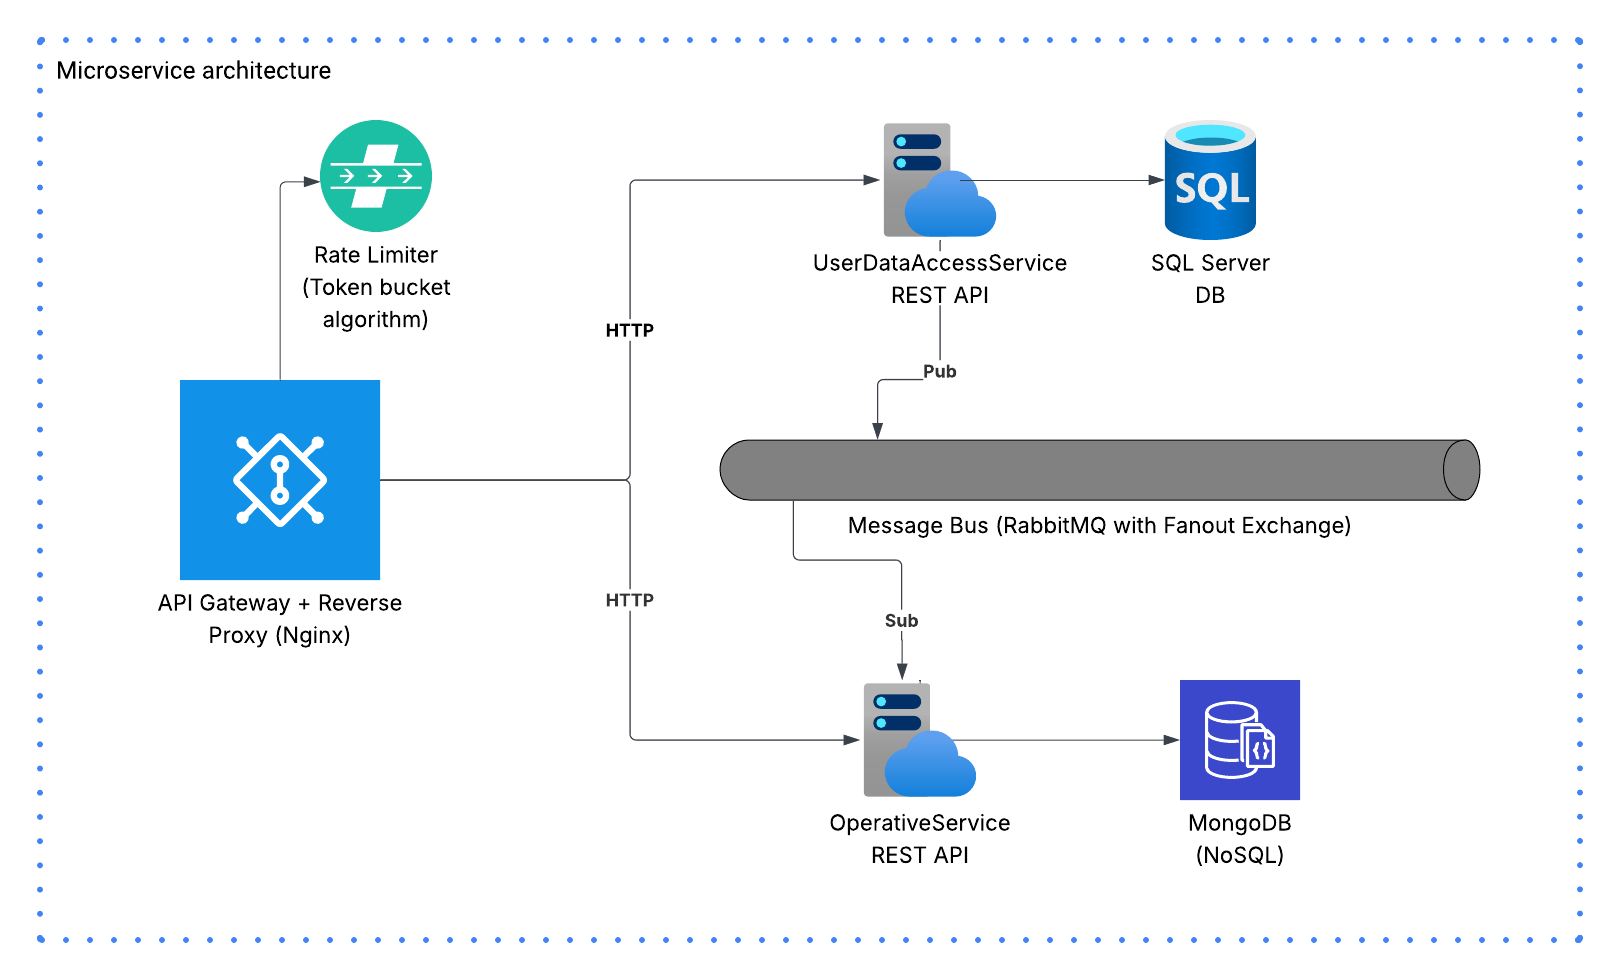 Microservice architecture
Rate Limiter
(Token bucket
algorithm)
API Gateway + Reverse
Proxy (Nginx)
HTTP
HTTP
UserDataAccessService
REST API
SQL
SQL Server
DB
Pub
Message Bus (RabbitMQ with Fanout Exchange)
Sub
OperativeService
REST API
MongoDB
(NoSQL)